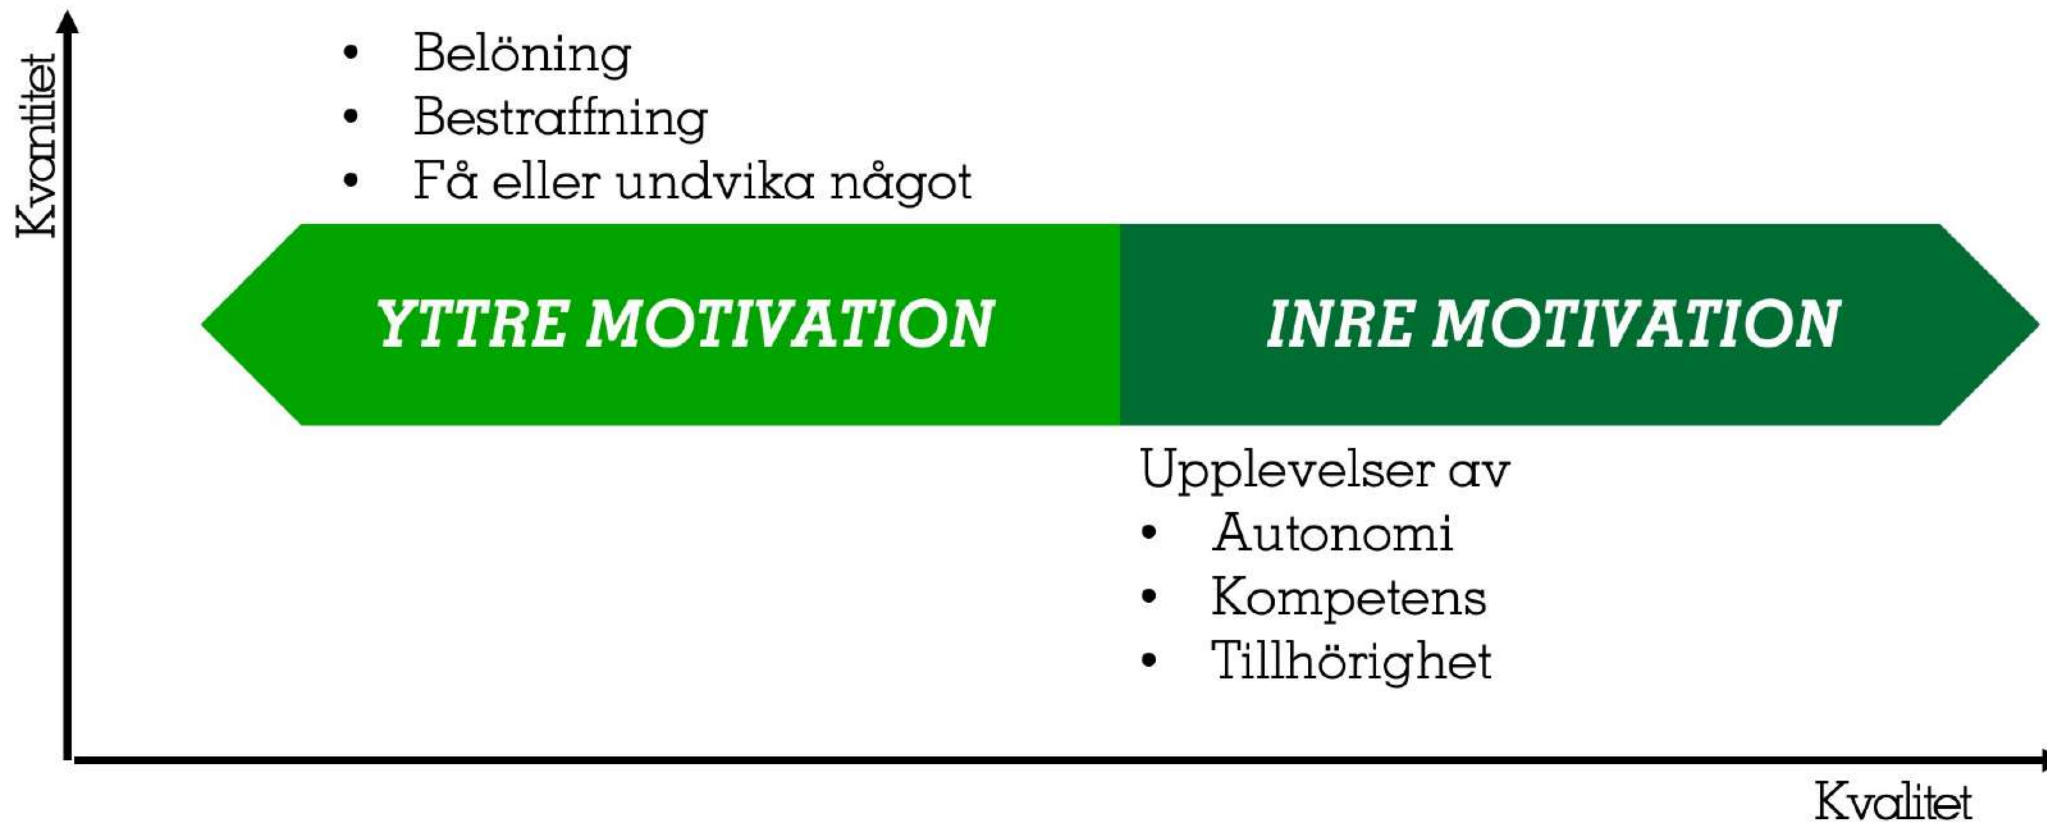 Kvantitet
• Belöning
• Bestraffning
• Få eller undvika något
YTTRE MOTIVATION
INRE MOTIVATION
Upplevelser av
• Autonomi
• Kompetens
• Tillhörighet
Kvalitet